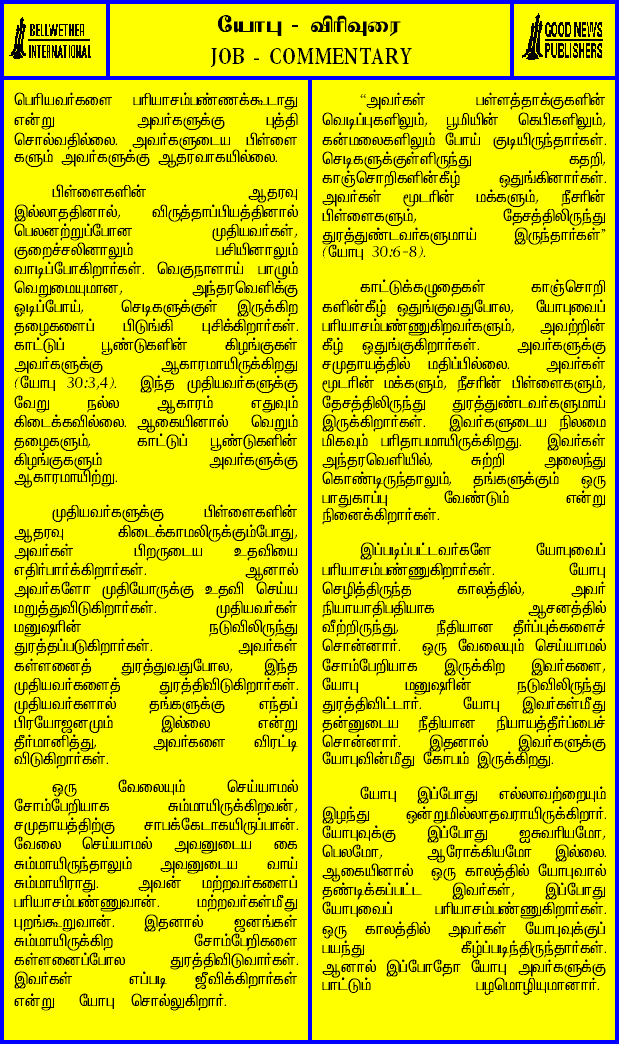 BELLWETHER
INTERNATIONAL
யோபு - விரிவுரை
JOB - COMMENTARY
GOOD NEWS
PUBLISHERS
பெரியவர்களை பரியாசம்பண்ணக்கூடாது
என்று அவர்களுக்கு புத்தி
சொல்வதில்லை. அவர்களுடைய பிள்ளை
களும் அவர்களுக்கு ஆதரவாகயில்லை.
பிள்ளைகளின் ஆதரவு
இல்லாததினால், விருத்தாப்பியத்தினால்
பெலனற்றுப்போன முதியவர்கள்,
குறைச்சலினாலும் பசியினாலும்
வாடிப்போகிறார்கள். வெகுநாளாய் பாழும்
வெறுமையுமான, அந்தரவெளிக்கு
ஓடிப்போய், செடிகளுக்குள் இருக்கிற
தழைகளைப் பிடுங்கி புசிக்கிறார்கள்.
காட்டுப் பூண்டுகளின் கிழங்குகள்
அவர்களுக்கு ஆகாரமாயிருக்கிறது
(யோபு 30:3,4). இந்த முதியவர்களுக்கு
வேறு நல்ல ஆகாரம் எதுவும்
கிடைக்கவில்லை. ஆகையினால் வெறும்
தழைகளும், காட்டுப் பூண்டுகளின்
கிழங்குகளும் அவர்களுக்கு
ஆகாரமாயிற்று.
முதியவர்களுக்கு பிள்ளைகளின்
ஆதரவு கிடைக்காமலிருக்கும்போது,
அவர்கள் பிறருடைய உதவியை
எதிர்பார்க்கிறார்கள். ஆனால்
அவர்களோ முதியோருக்கு உதவி செய்ய
மறுத்துவிடுகிறார்கள். முதியவர்கள்
மனுஷரின் நடுவிலிருந்து
துரத்தப்படுகிறார்கள். அவர்கள்
கள்ளனைத் துரத்துவதுபோல, இந்த
முதியவர்களைத் துரத்திவிடுகிறார்கள்.
முதியவர்களால் தங்களுக்கு எந்தப்
பிரயோஜனமும் இல்லை என்று
தீர்மானித்து, அவர்களை விரட்டி
விடுகிறார்கள்.
ஒரு வேலையும் செய்யாமல்
சோம்பேறியாக சும்மாயிருக்கிறவன்,
சமுதாயத்திற்கு சாபக்கேடாகயிருப்பான்.
வேலை செய்யாமல் அவனுடைய கை
சும்மாயிருந்தாலும் அவனுடைய வாய்
சும்மாயிராது. அவன் மற்றவர்களைப்
பரியாசம்பண்ணுவான். மற்றவர்கள்மீது
புறங்கூறுவான். இதனால் ஜனங்கள்
சும்மாயிருக்கிற சோம்பேறிகளை
கள்ளனைப்போல துரத்திவிடுவார்கள்.
இவர்கள் எப்படி ஜீவிக்கிறார்கள்
என்று யோபு சொல்லுகிறார்.
“அவர்கள் பள்ளத்தாக்குகளின்
வெடிப்புகளிலும், பூமியின் கெபிகளிலும்,
கன்மலைகளிலும் போய் குடியிருந்தார்கள்.
செடிகளுக்குள்ளிருந்து கதறி,
காஞ்சொறிகளின்கீழ் ஒதுங்கினார்கள்.
அவர்கள் மூடரின் மக்களும், நீசரின்
பிள்ளைகளும், தேசத்திலிருந்து
துரத்துண்டவர்களுமாய் இருந்தார்கள்”
(யோபு 30:6-8).
காட்டுக்கழுதைகள் காஞ்சொறி
களின்கீழ் ஒதுங்குவதுபோல, யோபுவைப்
பரியாசம்பண்ணுகிறவர்களும், அவற்றின்
கீழ் ஒதுங்குகிறார்கள். அவர்களுக்கு
சமுதாயத்தில் மதிப்பில்லை. அவர்கள்
மூடரின் மக்களும், நீசரின் பிள்ளைகளும்,
தேசத்திலிருந்து துரத்துண்டவர்களுமாய்
இருக்கிறார்கள். இவர்களுடைய நிலமை
மிகவும் பரிதாபமாயிருக்கிறது. இவர்கள்
அந்தரவெளியில், சுற்றி அலைந்து
கொண்டிருந்தாலும், தங்களுக்கும் ஒரு
பாதுகாப்பு வேண்டும் என்று
நினைக்கிறார்கள்.
இப்படிப்பட்டவர்களே யோபுவைப்
பரியாசம்பண்ணுகிறார்கள். யோபு
செழித்திருந்த காலத்தில், அவர்
நியாயாதிபதியாக ஆசனத்தில்
வீற்றிருந்து, நீதியான தீர்ப்புக்களைச்
சொன்னார். ஒரு வேலையும் செய்யாமல்
சோம்பேறியாக இருக்கிற இவர்களை,
யோபு மனுஷரின் நடுவிலிருந்து
துரத்திவிட்டார். யோபு இவர்கள்மீது
தன்னுடைய நீதியான நியாயத்தீர்ப்பைச்
சொன்னார். இதனால் இவர்களுக்கு
யோபுவின்மீது கோபம் இருக்கிறது.
யோபு இப்போது எல்லாவற்றையும்
இழந்து ஒன்றுமில்லாதவராயிருக்கிறார்.
யோபுவுக்கு இப்போது ஐசுவரியமோ,
பெலமோ, ஆரோக்கியமோ இல்லை.
ஆகையினால் ஒரு காலத்தில் யோபுவால்
தண்டிக்கப்பட்ட இவர்கள், இப்போது
யோபுவைப் பரியாசம்பண்ணுகிறார்கள்.
ஒரு காலத்தில் அவர்கள் யோபுவுக்குப்
பயந்து கீழ்ப்படிந்திருந்தார்கள்.
ஆனால் இப்போதோ யோபு அவர்களுக்கு
பாட்டும் பழமொழியுமானார்.